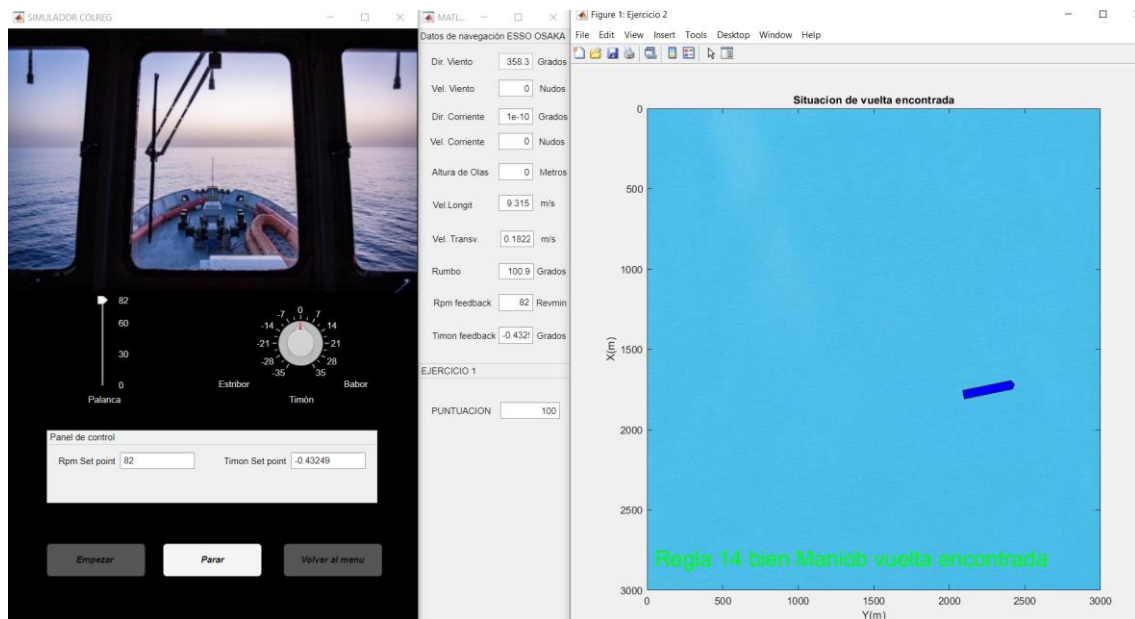 SIMULADOR COLREG
82
60
30
0
Palanca
-35
-28
-21
-14
-7
0
7
14
21
28
35
Estribor
Babor
Timón
Panel de control
Rpm Set point 82
Timon Set point -0.43249
Empezar
Parar
Volver al menu
MATL...
Datos de navegación ESSO OSAKA
Dir. Viento 358.3 Grados
Vel. Viento 0 Nudos
Dir. Corriente 1e-10 Grados
Vel. Corriente 0 Nudos
Altura de Olas 0 Metros
Vel.Longit 9.315 m/s
Vel. Transv. 0.1822 m/s
Rumbo 100.9 Grados
Rpm feedback 82 Revmin
Timon feedback -0.432 Grados
EJERCICIO 1
PUNTUACION 100
Figure 1: Ejercicio 2
File Edit View Insert Tools Desktop Window Help
Situacion de vuelta encontrada
0
500
1000
1500
2000
2500
3000
X(m)
Regla 14 bien Maniob vuelta encontrada
0 500 1000 1500 2000 2500 3000
Y(m)